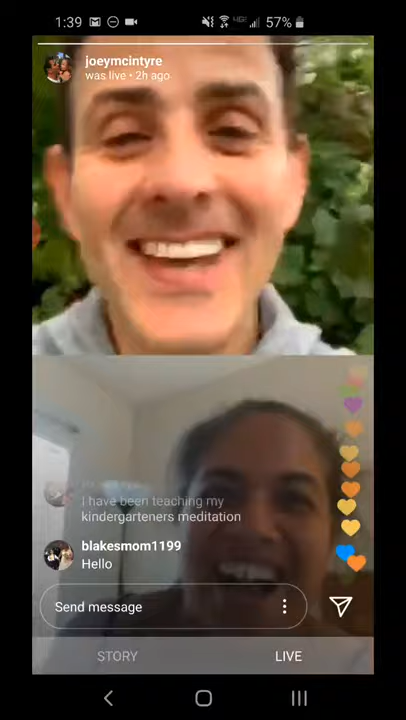 1:39
57%
joeymcintyre
was live • 2h ago
I have been teaching my
kindergarteners meditation
blakesmom1199
Hello
Send message
STORY
LIVE